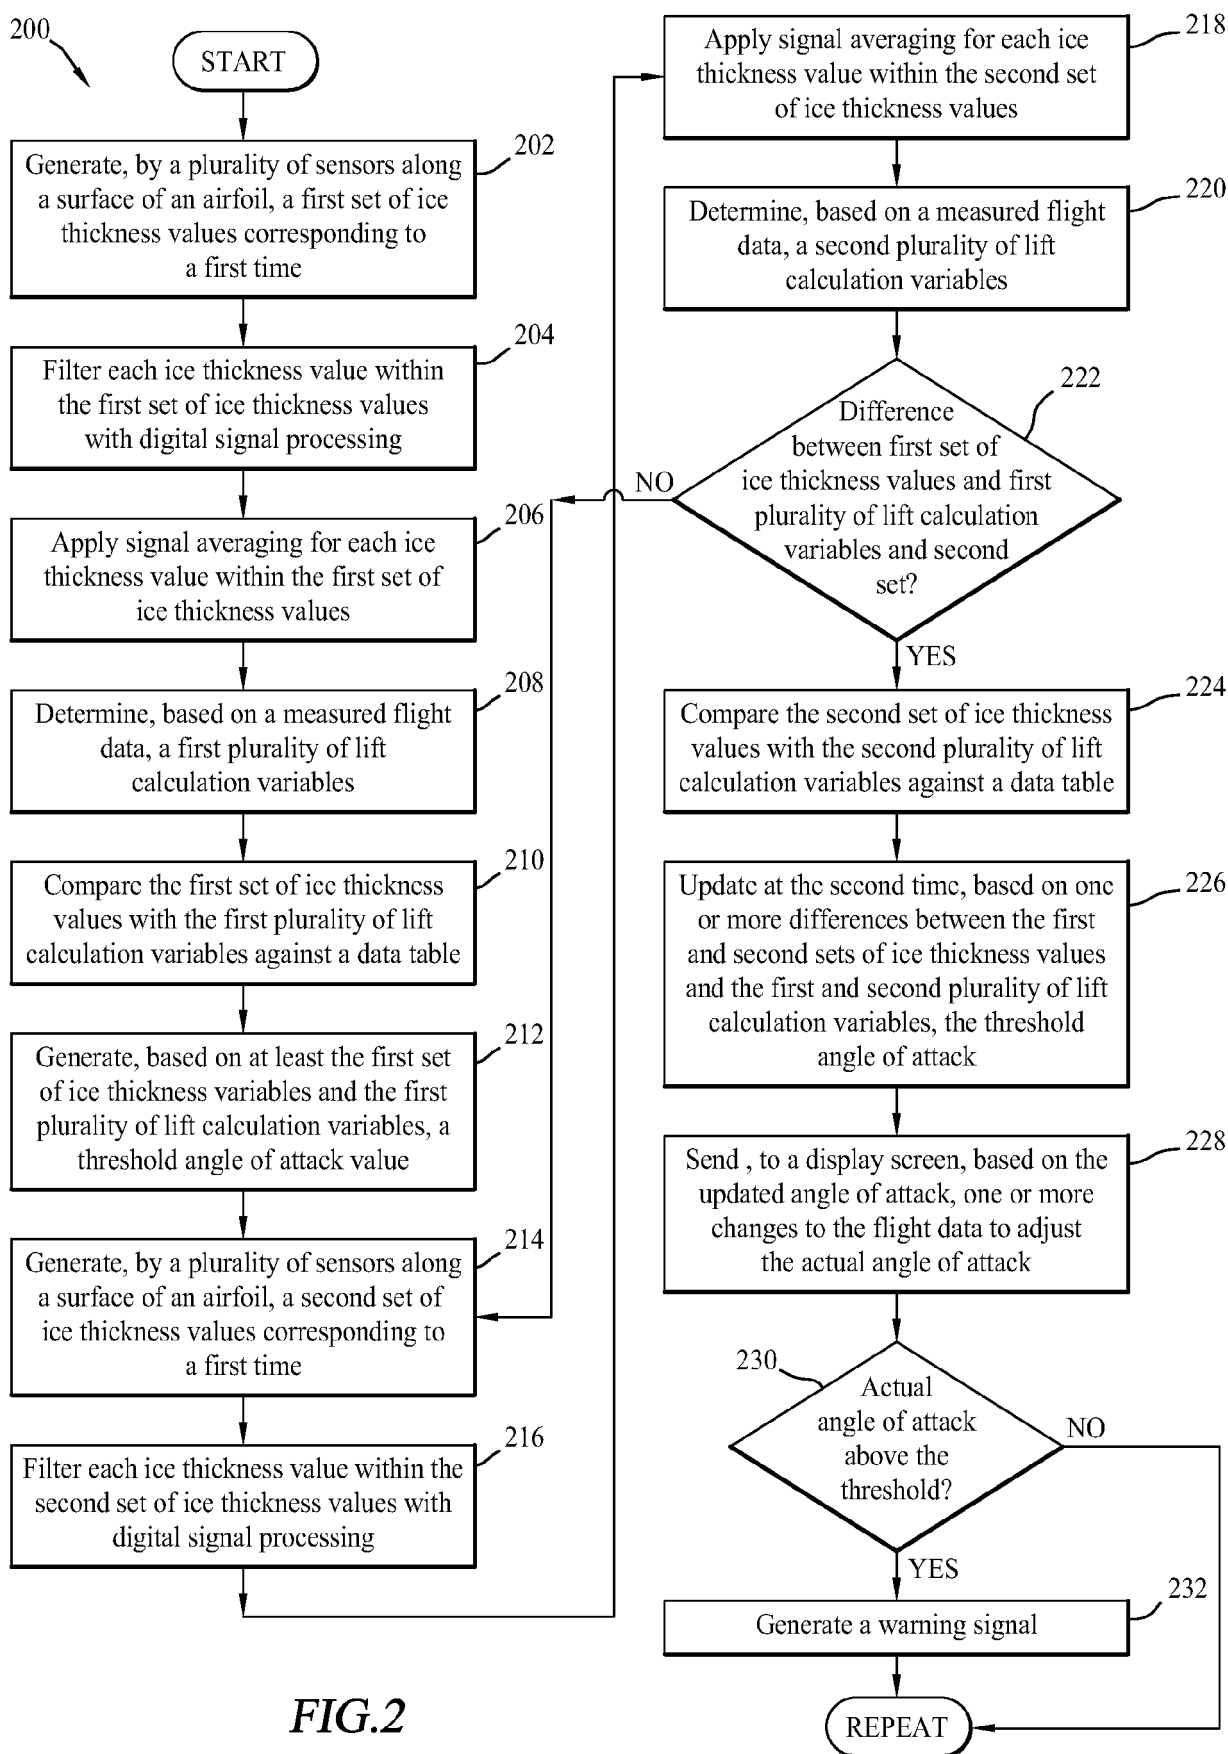 200
START
202
Generate, by a plurality of sensors along
a surface of an airfoil, a first set of ice
thickness values corresponding to
a first time
204
Filter each ice thickness value within
the first set of ice thickness values
with digital signal processing
206
Apply signal averaging for each ice
thickness value within the first set of
ice thickness values
208
Determine, based on a measured flight
data, a first plurality of lift
calculation variables
210
Compare the first set of ice thickness
values with the first plurality of lift
calculation variables against a data table
212
Generate, based on at least the first set
of ice thickness variables and the first
plurality of lift calculation variables, a
threshold angle of attack value
214
Generate, by a plurality of sensors along
a surface of an airfoil, a second set of
ice thickness values corresponding to
a first time
216
Filter each ice thickness value within the
second set of ice thickness values with
digital signal processing
218
Apply signal averaging for each ice
thickness value within the second set
of ice thickness values
220
Determine, based on a measured flight
data, a second plurality of lift
calculation variables
222
Difference
between first set of
ice thickness values and first
plurality of lift calculation
variables and second
set?
NO
YES
224
Compare the second set of ice thickness
values with the second plurality of lift
calculation variables against a data table
226
Update at the second time, based on one
or more differences between the first
and second sets of ice thickness values
and the first and second plurality of lift
calculation variables, the threshold
angle of attack
228
Send , to a display screen, based on the
updated angle of attack, one or more
changes to the flight data to adjust
the actual angle of attack
230
Actual
angle of attack
above the
threshold?
NO
YES
232
Generate a warning signal
REPEAT
FIG.2